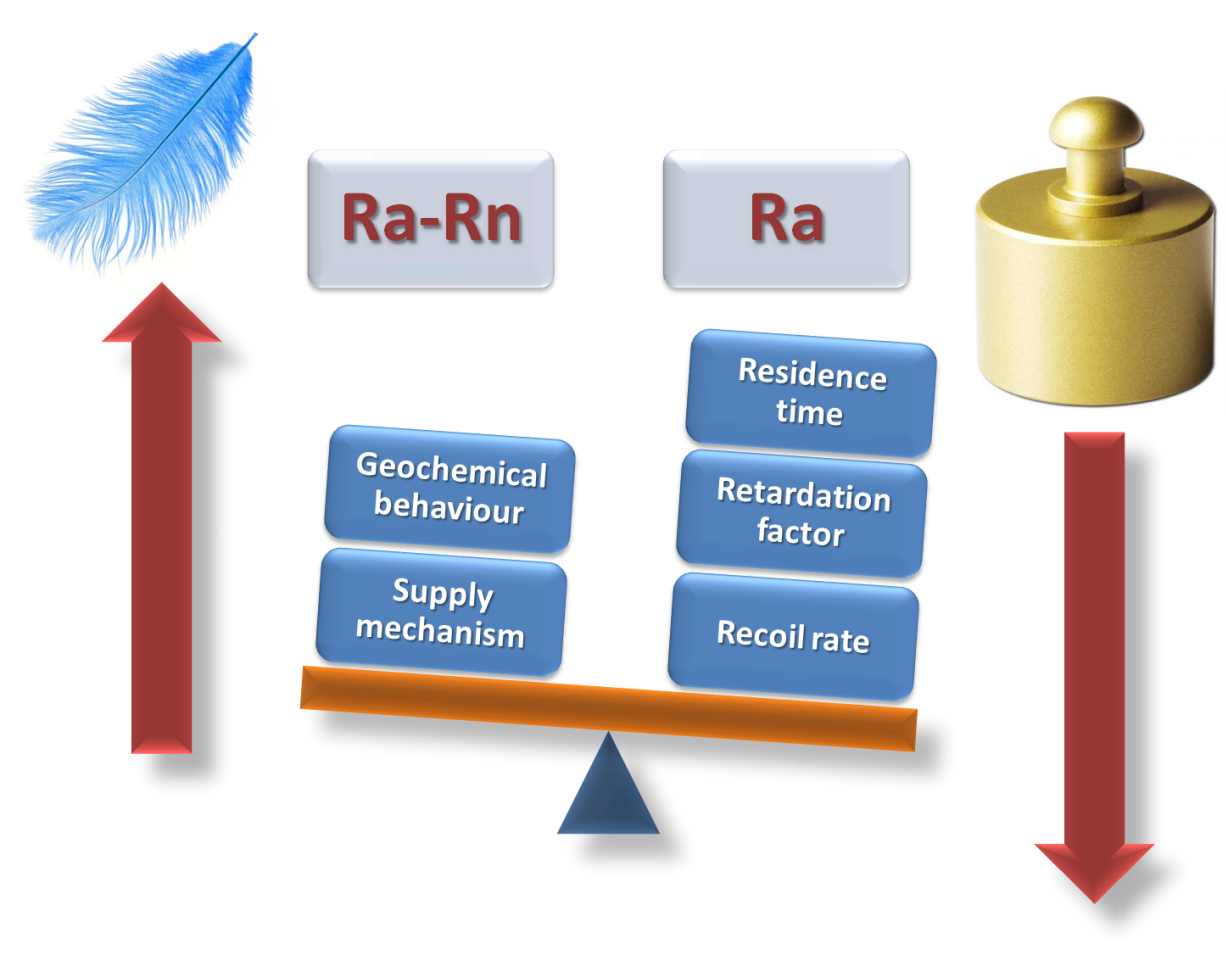 Ra-Rn
Ra
Geochemical
behaviour
Supply
mechanism
Residence
time
Retardation
factor
Recoil rate